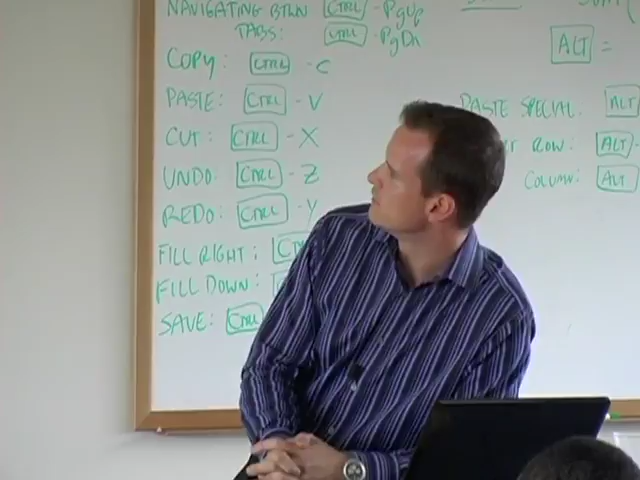 NAVIGATING BTWN CTRL - PgUp
TABS: CTRL - PgDn
COPY: CTRL - C
PASTE: CTRL - V
CUT: CTRL - X
UNDO: CTRL - Z
REDO: CTRL - Y
FILL RIGHT: CT
FILL DOWN:
SAVE: CTRL
ALT =
PASTE SPECIAL: ALT
ROW: ALT -
COLUMN: ALT